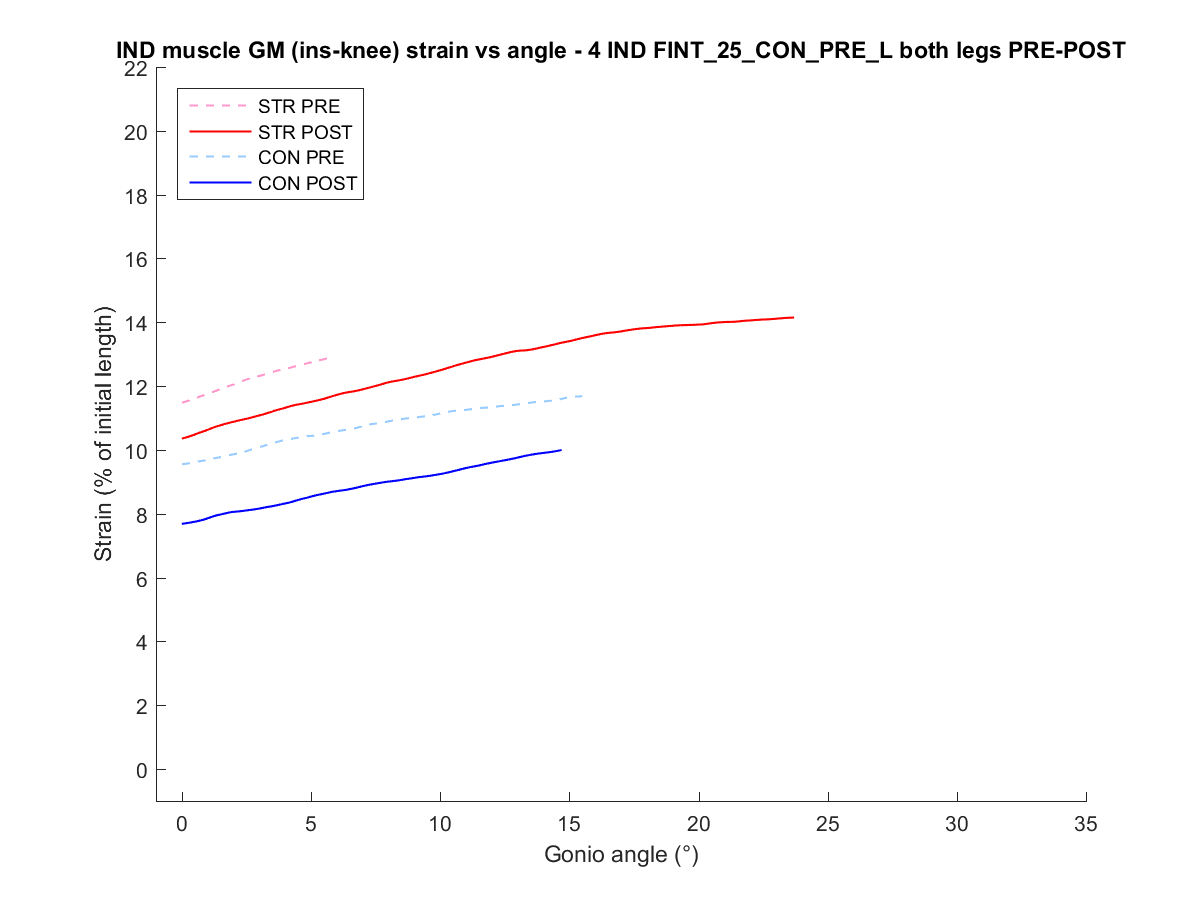 IND muscle GM (ins-knee) strain vs angle - 4 IND FINT_25_CON_PRE_L both legs PRE-POST
STR PRE
STR POST
CON PRE
CON POST
22
20
18
16
14
12
10
8
6
4
2
0
Strain (% of initial length)
0 5 10 15 20 25 30 35
Gonio angle (°)